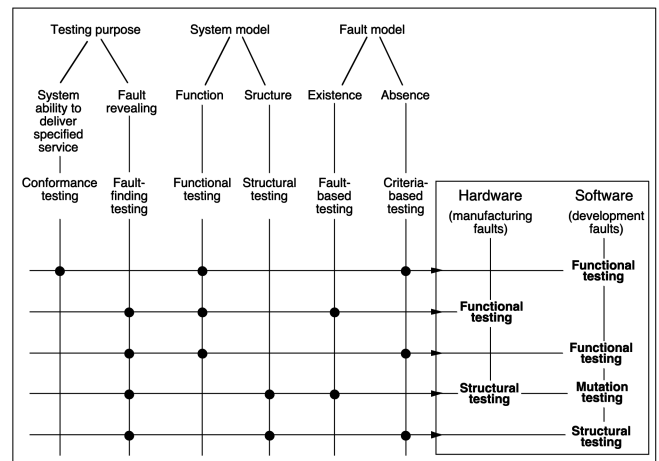 Testing purpose System model Fault model
System ability to deliver specified service
Fault revealing
Function
Sructure
Existence
Absence
Conformance testing
Fault-finding testing
Functional testing
Structural testing
Fault-based testing
Criteria-based testing
Hardware
(manufacturing faults)
Software
(development faults)
Functional testing
Functional testing
Functional testing
Structural testing
Mutation testing
Structural testing